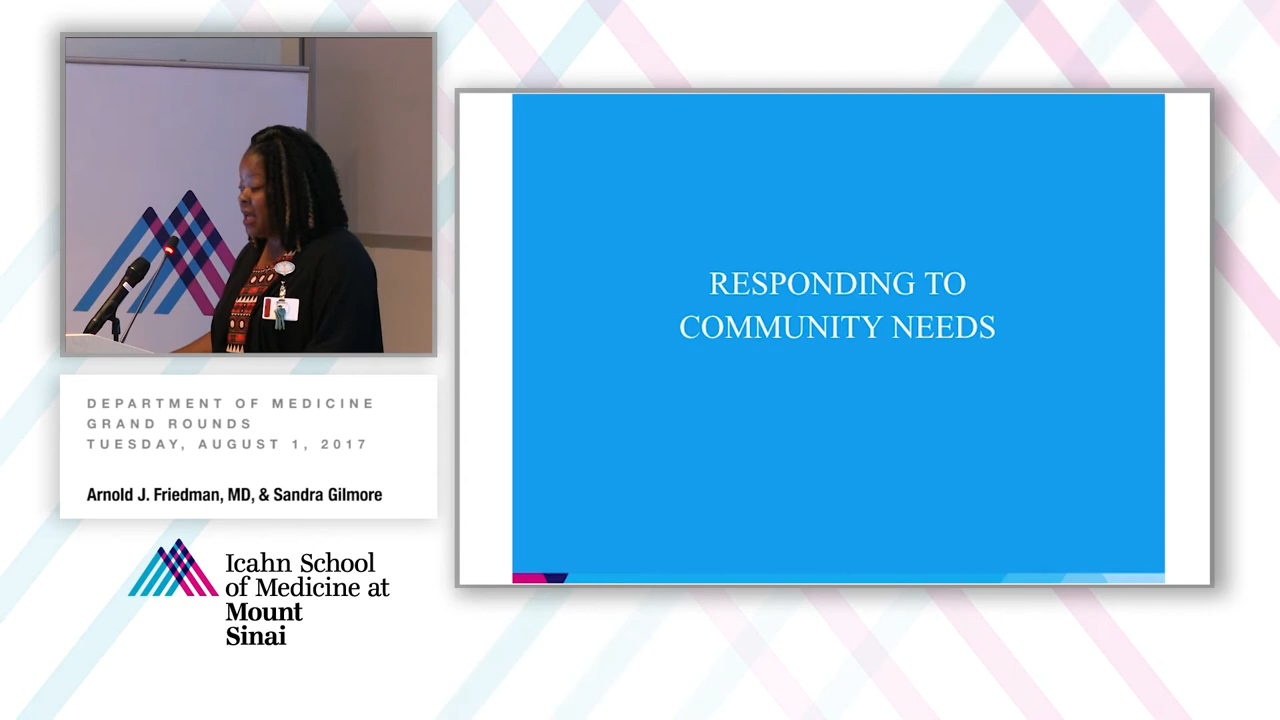 DEPARTMENT OF MEDICINE
GRAND ROUNDS
TUESDAY, AUGUST 1, 2017
Arnold J. Friedman, MD, & Sandra Gilmore
Icahn School
of Medicine at
Mount
Sinai
RESPONDING TO
COMMUNITY NEEDS